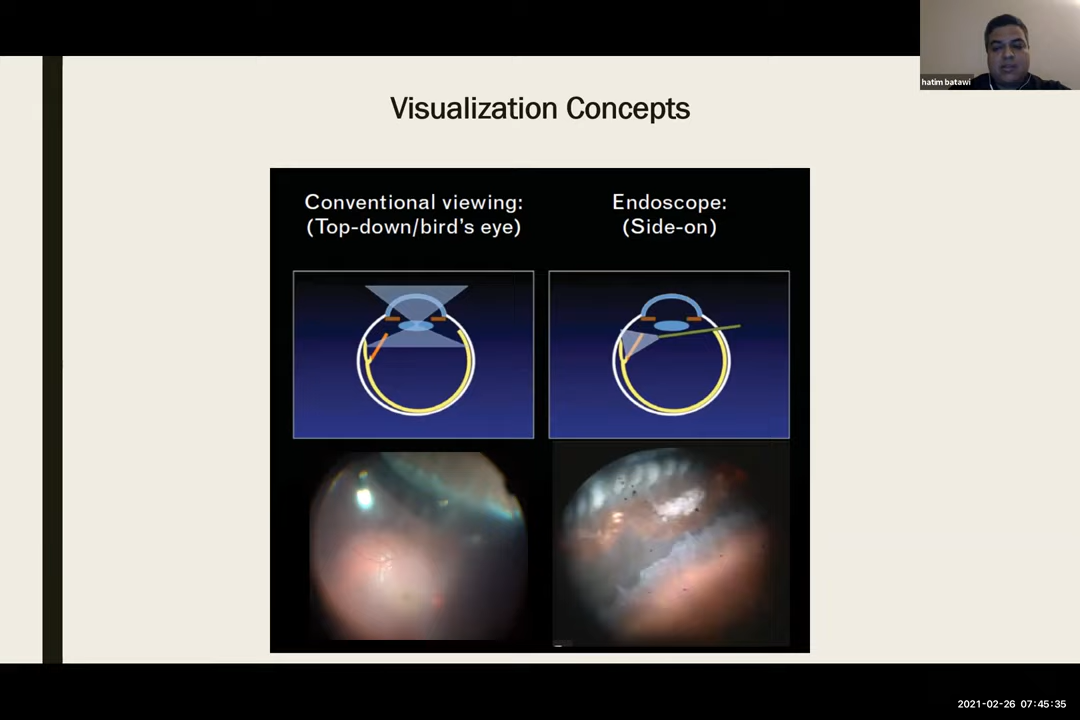 hatim batawi
Visualization Concepts
Conventional viewing:
(Top-down/bird's eye)
Endoscope:
(Side-on)
2021-02-26 07:45:35